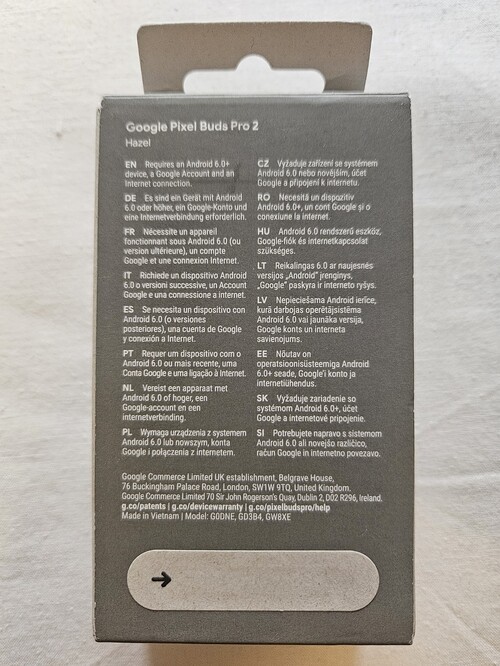 Google Pixel Buds Pro 2
Hazel
EN Requires an Android 6.0+
device, a Google Account and an
Internet connection.
DE Es sind ein Gerät mit Android
6.0 oder höher, ein Google-Konto und
eine Internetverbindung erforderlich.
FR Nécessite un appareil
fonctionnant sous Android 6.0 (ou
version ultérieure), un compte
Google et une connexion Internet.
IT Richiede un dispositivo Android
6.0 o versioni successive, un Account
Google e una connessione a internet.
ES Se necesita un dispositivo con
Android 6.0 (o versiones
posteriores), una cuenta de Google
y conexión a Internet.
PT Requer um dispositivo com o
Android 6.0 ou mais recente, uma
Conta Google e uma ligação à Internet.
NL Vereist een apparaat met
Android 6.0 of hoger, een
Google-account en een
internetverbinding.
PL Wymaga urządzenia z systemem
Android 6.0 lub nowszym, konta
Google i połączenia z internetem.
CZ Vyžaduje zařízení se systémem
Android 6.0 nebo novějším, účet
Google a připojení k internetu.
RO Necesită un dispozitiv
Android 6.0+, un cont Google și o
conexiune la internet.
HU Android 6.0 rendszerű eszköz,
Google-fiók és internetkapcsolat
szükséges.
LT Reikalingas 6.0 ar naujesnės
versijos „Android” įrenginys,
„Google” paskyra ir interneto ryšys.
LV Nepieciešama Android ierīce,
kurā darbojas operētājsistēma
Android 6.0 vai jaunāka versija,
Google konts un interneta
savienojums.
EE Nõutav on
operatsioonisüsteemiga Android
6.0+ seade, Google'i konto ja
internetiühendus.
SK Vyžaduje zariadenie so
systémom Android 6.0+, účet
Google a internetové pripojenie.
SI Potrebujete napravo s sistemom
Android 6.0 ali novejšo različico,
račun Google in internetno povezavo.
Google Commerce Limited UK establishment, Belgrave House,
76 Buckingham Palace Road, London, SW1W 9TQ, United Kingdom.
Google Commerce Limited 70 Sir John Rogerson's Quay, Dublin 2, D02 R296, Ireland.
g.co/patents | g.co/devicewarranty | g.co/pixelbudspro/help
Made in Vietnam | Model: G0DNE, GD3B4, GW8XE